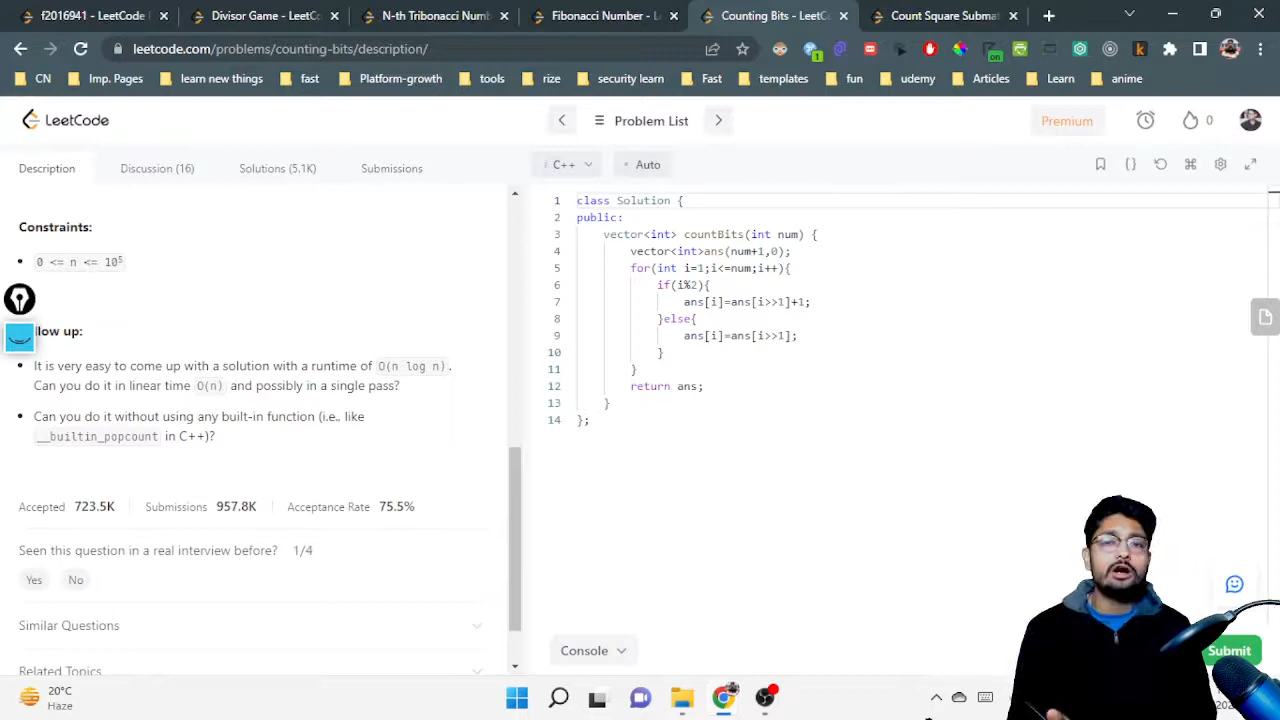 f2016941 - LeetCode
Divisor Game - LeetCo
N-th Tribonacci Numb
Fibonacci Number - L
Counting Bits - LeetCo
Count Square Submat
leetcode.com/problems/counting-bits/description/
CN
Imp. Pages
learn new things
fast
Platform-growth
tools
rize
security learn
Fast
templates
fun
udemy
Articles
Learn
anime
LeetCode
Problem List
Premium
0
Description
Discussion (16)
Solutions (5.1K)
Submissions
i C++
Auto
Constraints:
0 <= n <= 10⁵
low up:
It is very easy to come up with a solution with a runtime of O(n log n).
Can you do it in linear time O(n) and possibly in a single pass?
Can you do it without using any built-in function (i.e., like
__builtin_popcount in C++)?
Accepted 723.5K
Submissions 957.8K
Acceptance Rate 75.5%
Seen this question in a real interview before? 1/4
Yes
No
Similar Questions
Related Topics
1 class Solution {
2 public:
3 vector<int> countBits(int num) {
4 vector<int>ans(num+1,0);
5 for(int i=1;i<=num;i++){
6 if(i%2){
7 ans[i]=ans[i>>1]+1;
8 }else{
9 ans[i]=ans[i>>1];
10 }
11 }
12 return ans;
13 }
14 };
Console
Submit
20°C
Haze